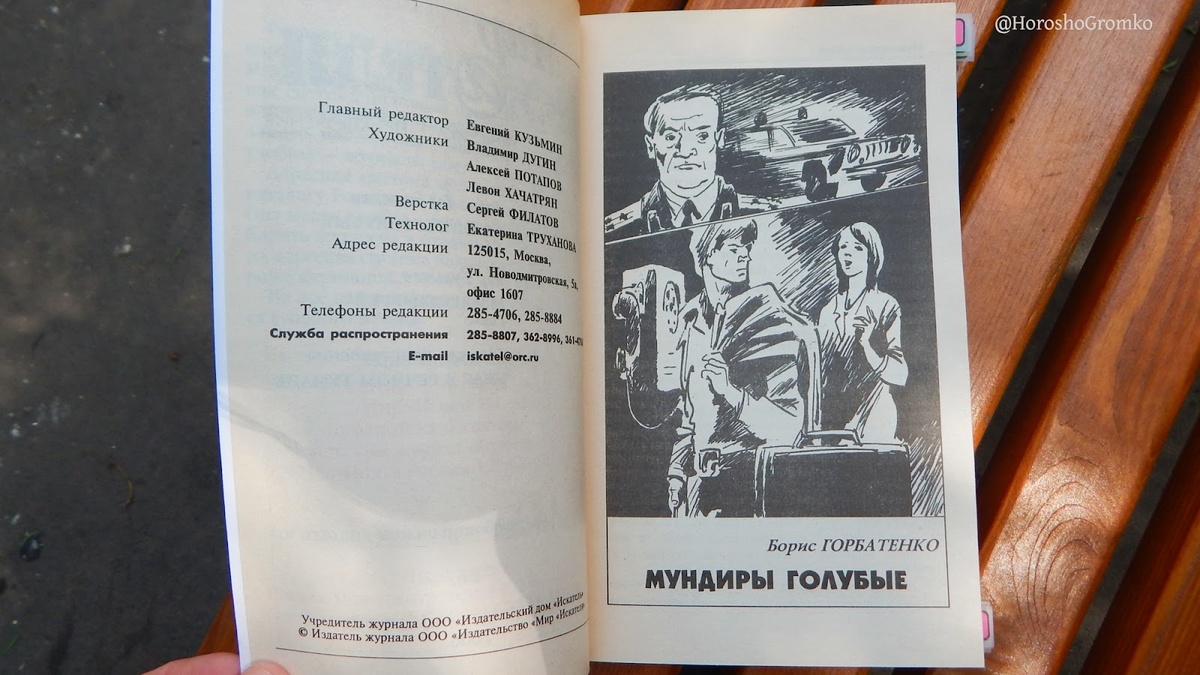 @HoroshoGromko
Главный редактор Евгений КУЗЬМИН
Художники Владимир ДУГИН
Алексей ПОТАПОВ
Левон ХАЧАТРЯН
Верстка Сергей ФИЛАТОВ
Технолог Екатерина ТРУХАНОВА
Адрес редакции 125015, Москва,
ул. Новодмитровская, 5а,
офис 1607
Телефоны редакции 285-4706, 285-8884
Служба распространения 285-8807, 362-8996,
E-mail iskatel@orc.ru
Учредитель журнала ООО «Издательский дом «Искатель»
© Издатель журнала ООО «Издательство «Мир «Искателя»
Борис ГОРБАТЕНКО
МУНДИРЫ ГОЛУБЫЕ